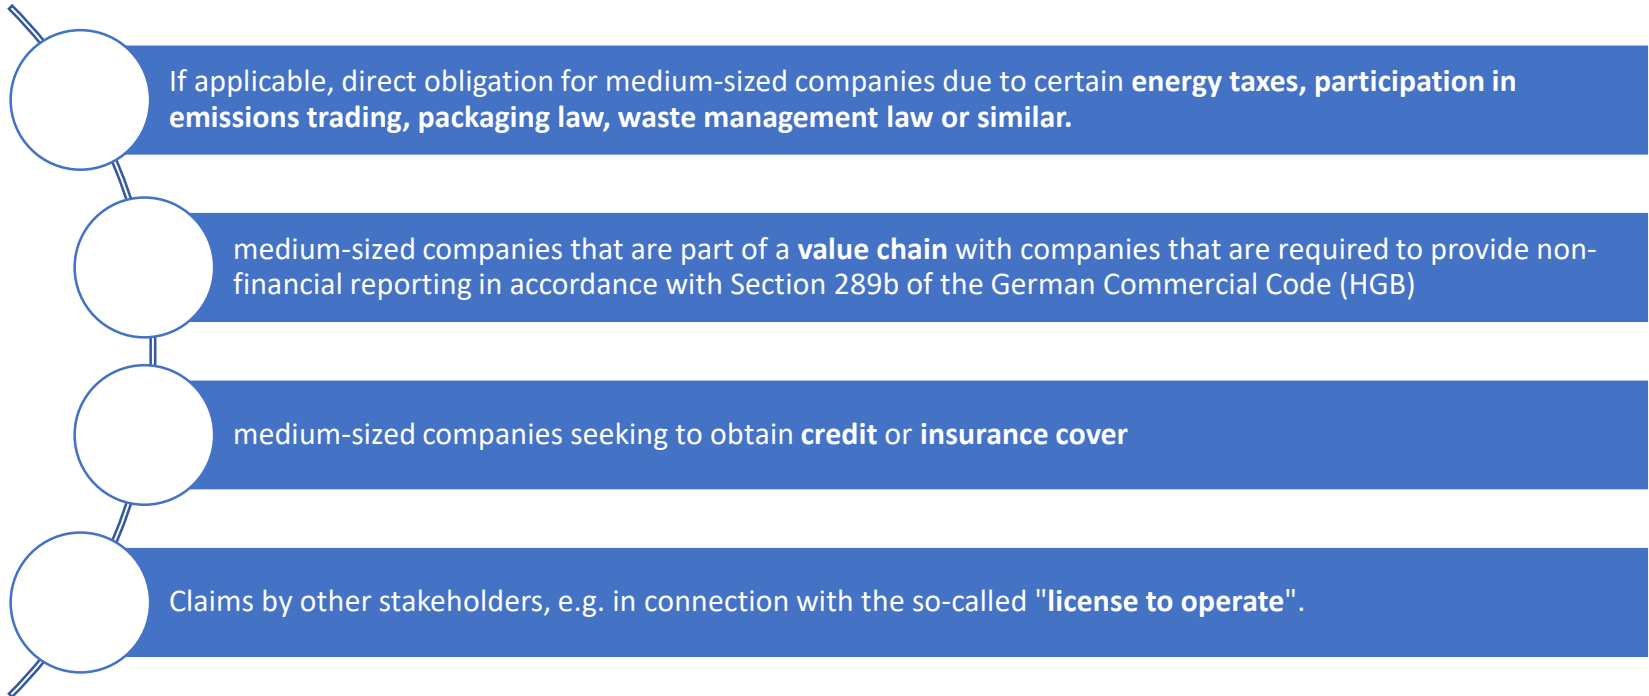 If applicable, direct obligation for medium-sized companies due to certain energy taxes, participation in
emissions trading, packaging law, waste management law or similar.
medium-sized companies that are part of a value chain with companies that are required to provide non-
financial reporting in accordance with Section 289b of the German Commercial Code (HGB)
medium-sized companies seeking to obtain credit or insurance cover
Claims by other stakeholders, e.g. in connection with the so-called "license to operate".